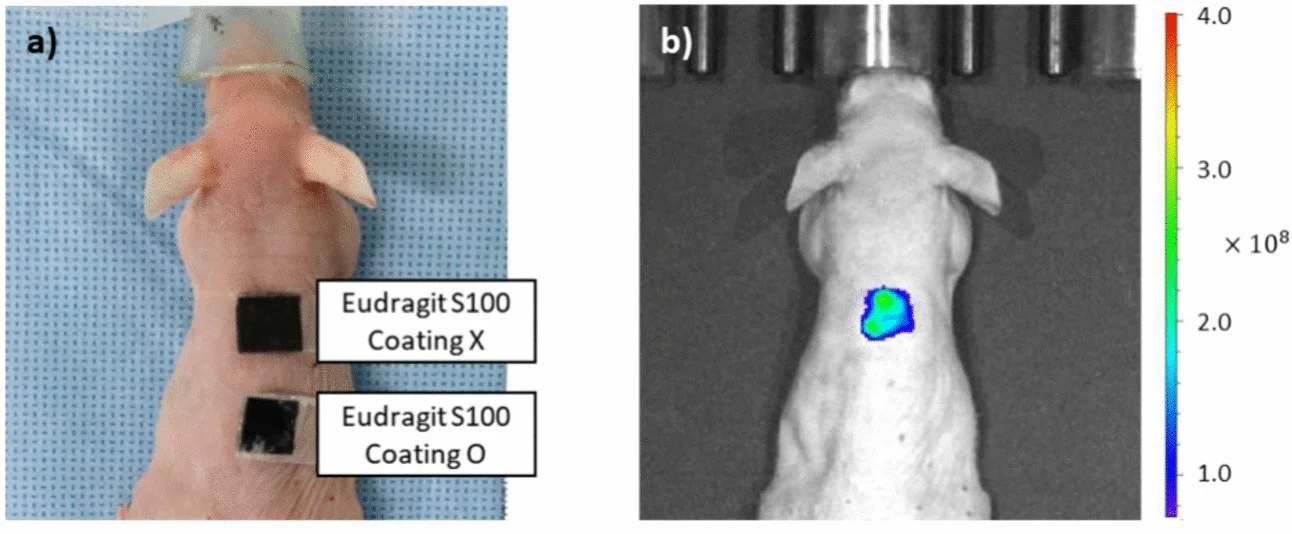 a)
Eudragit S100
Coating X
Eudragit S100
Coating O
b)
4.0
3.0
× 10⁸
2.0
1.0